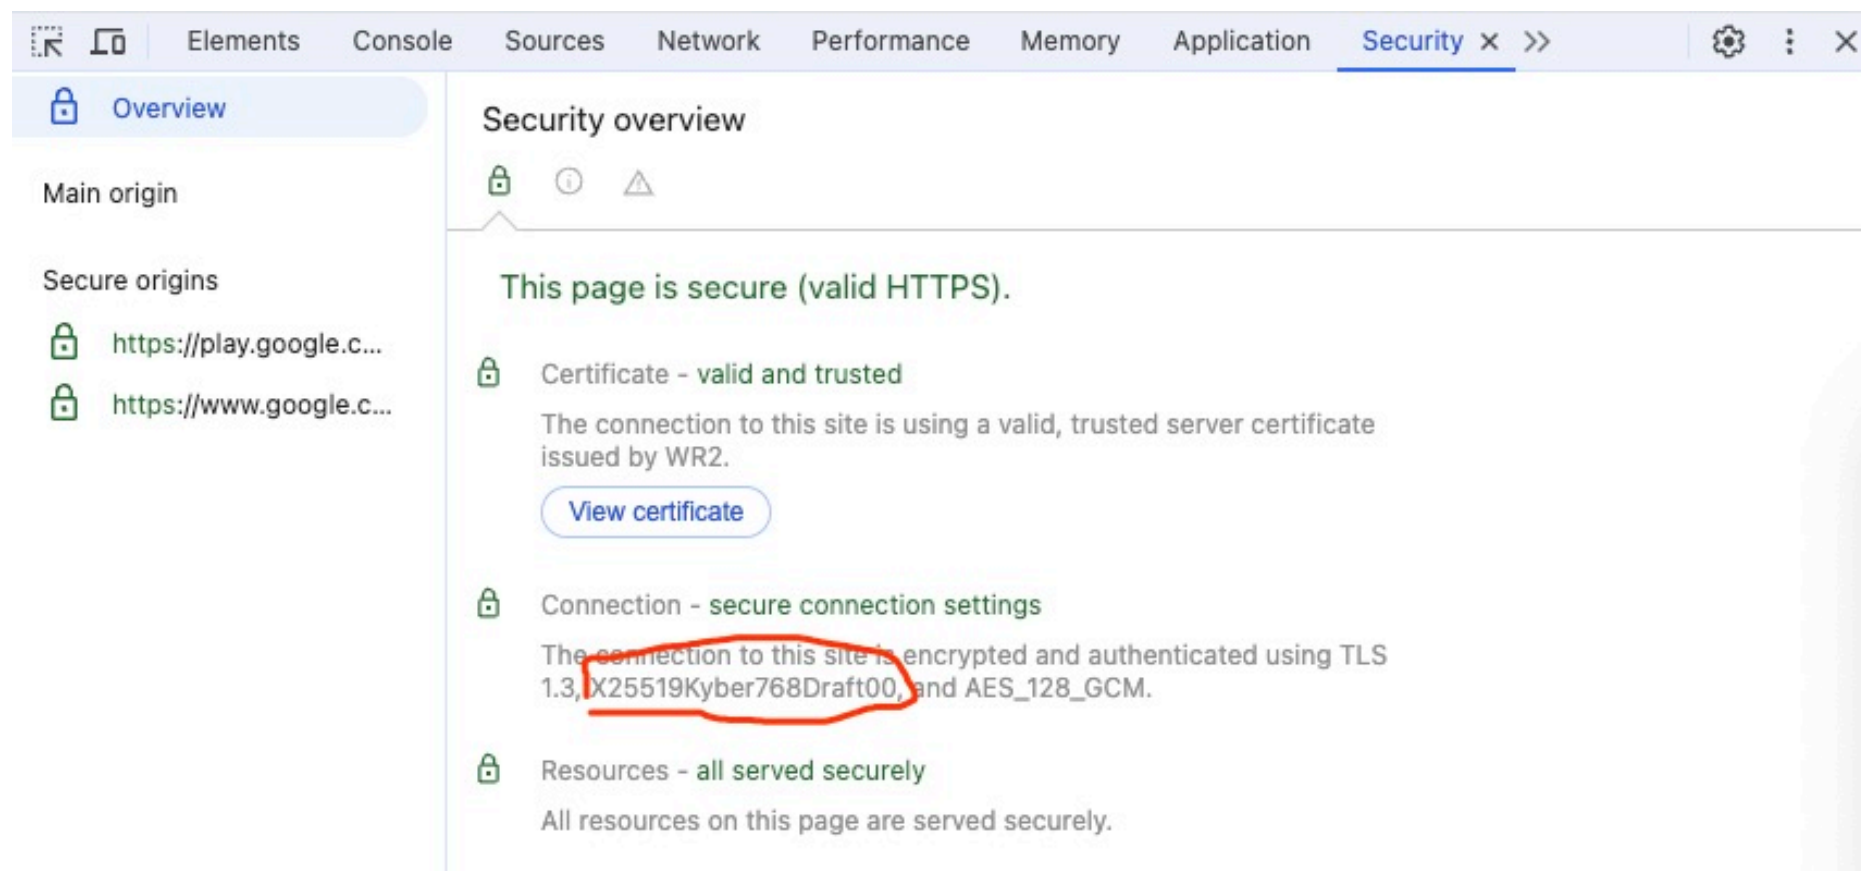 Elements Console Sources Network Performance Memory Application Security
Overview
Main origin
Secure origins
https://play.google.c...
https://www.google.c...
Security overview
This page is secure (valid HTTPS).
Certificate - valid and trusted
The connection to this site is using a valid, trusted server certificate
issued by WR2.
View certificate
Connection - secure connection settings
The connection to this site is encrypted and authenticated using TLS
1.3, X25519Kyber768Draft00, and AES_128_GCM.
Resources - all served securely
All resources on this page are served securely.